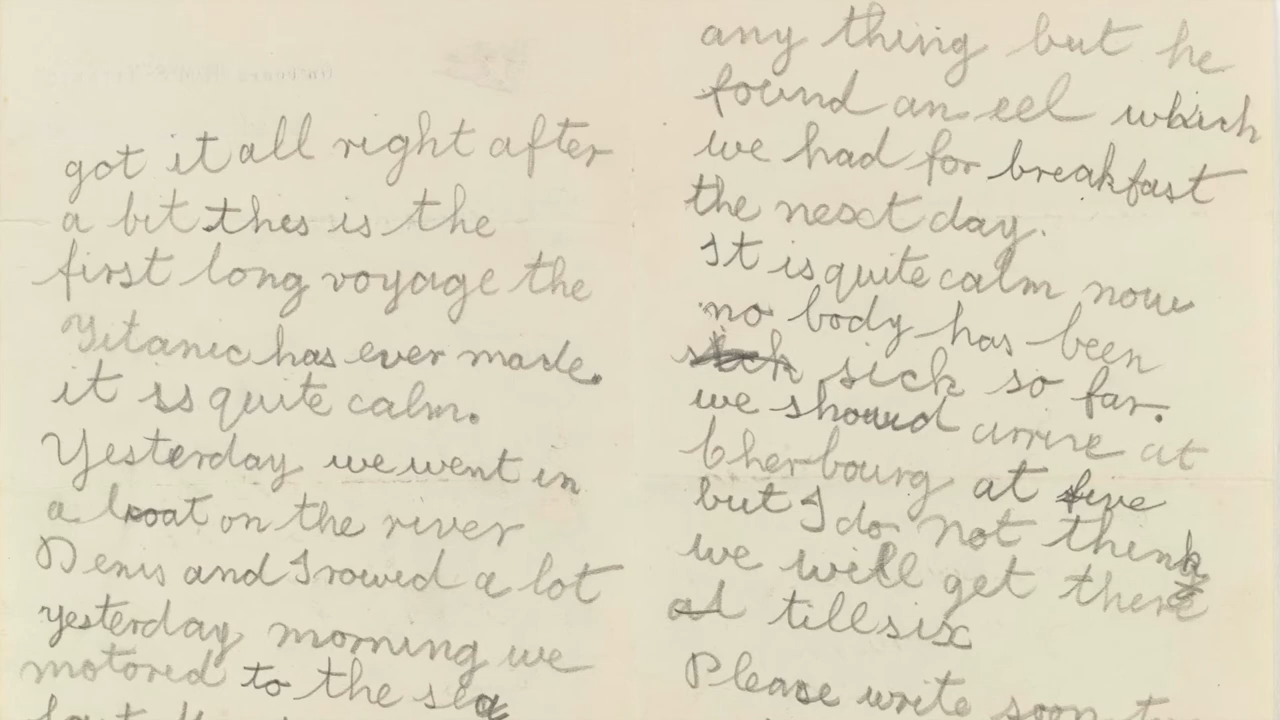 got it all right after
a bit thes is the
first long voyage the
Titanic has ever made.
it is quite calm.
Yesterday we went in
a boat on the river
Denis and I rowed a lot
yesterday morning we
motored to the sea
any thing but he
found an eel which
we had for breakfast
the next day.
It is quite calm now
no body has been
sick sick so far.
we shound arrive at
Cherbourg at five
but I do not think
we will get there
at till six
Please write soon